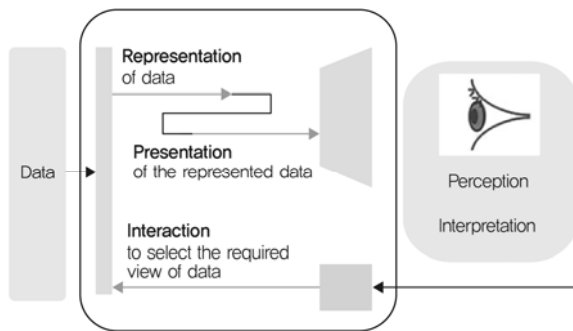 Data
Representation
of data
Presentation
of the represented data
Interaction
to select the required
view of data
Perception
Interpretation